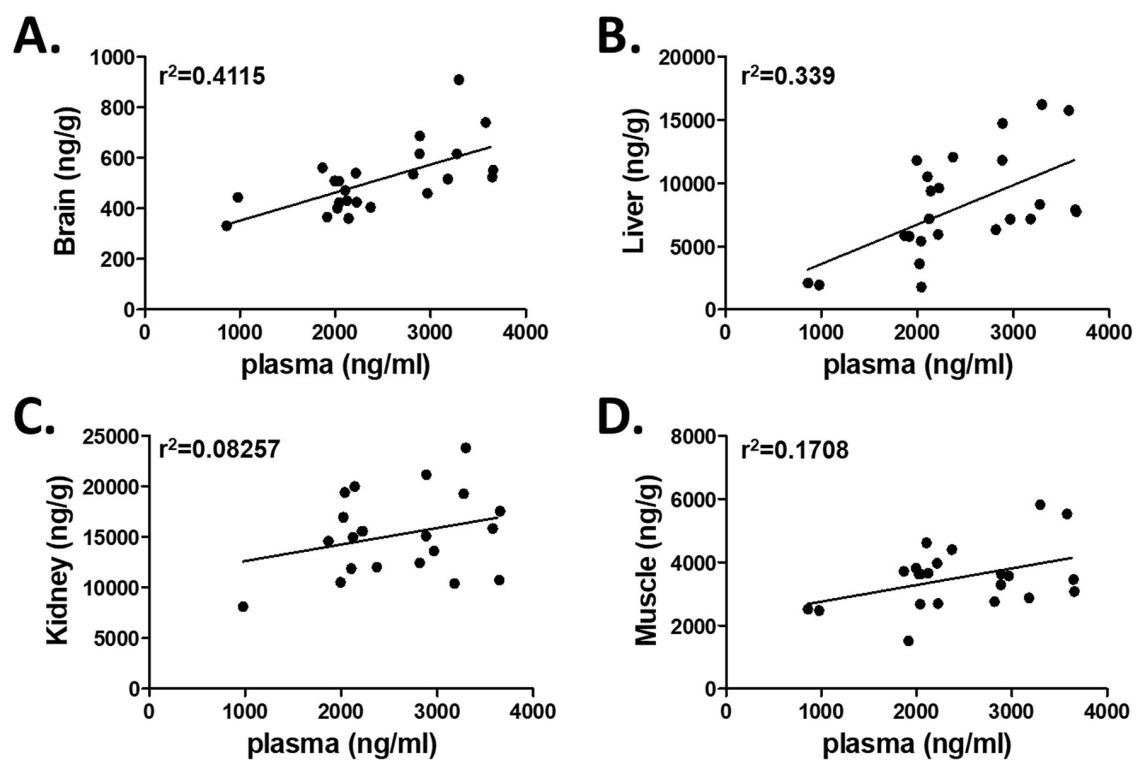 A.
r²=0.4115
Brain (ng/g)
1000
800
600
400
200
0
0 1000 2000 3000 4000
plasma (ng/ml)
B.
r²=0.339
Liver (ng/g)
20000
15000
10000
5000
0
0 1000 2000 3000 4000
plasma (ng/ml)
C.
r²=0.08257
Kidney (ng/g)
25000
20000
15000
10000
5000
0
0 1000 2000 3000 4000
plasma (ng/ml)
D.
r²=0.1708
Muscle (ng/g)
8000
6000
4000
2000
0
0 1000 2000 3000 4000
plasma (ng/ml)